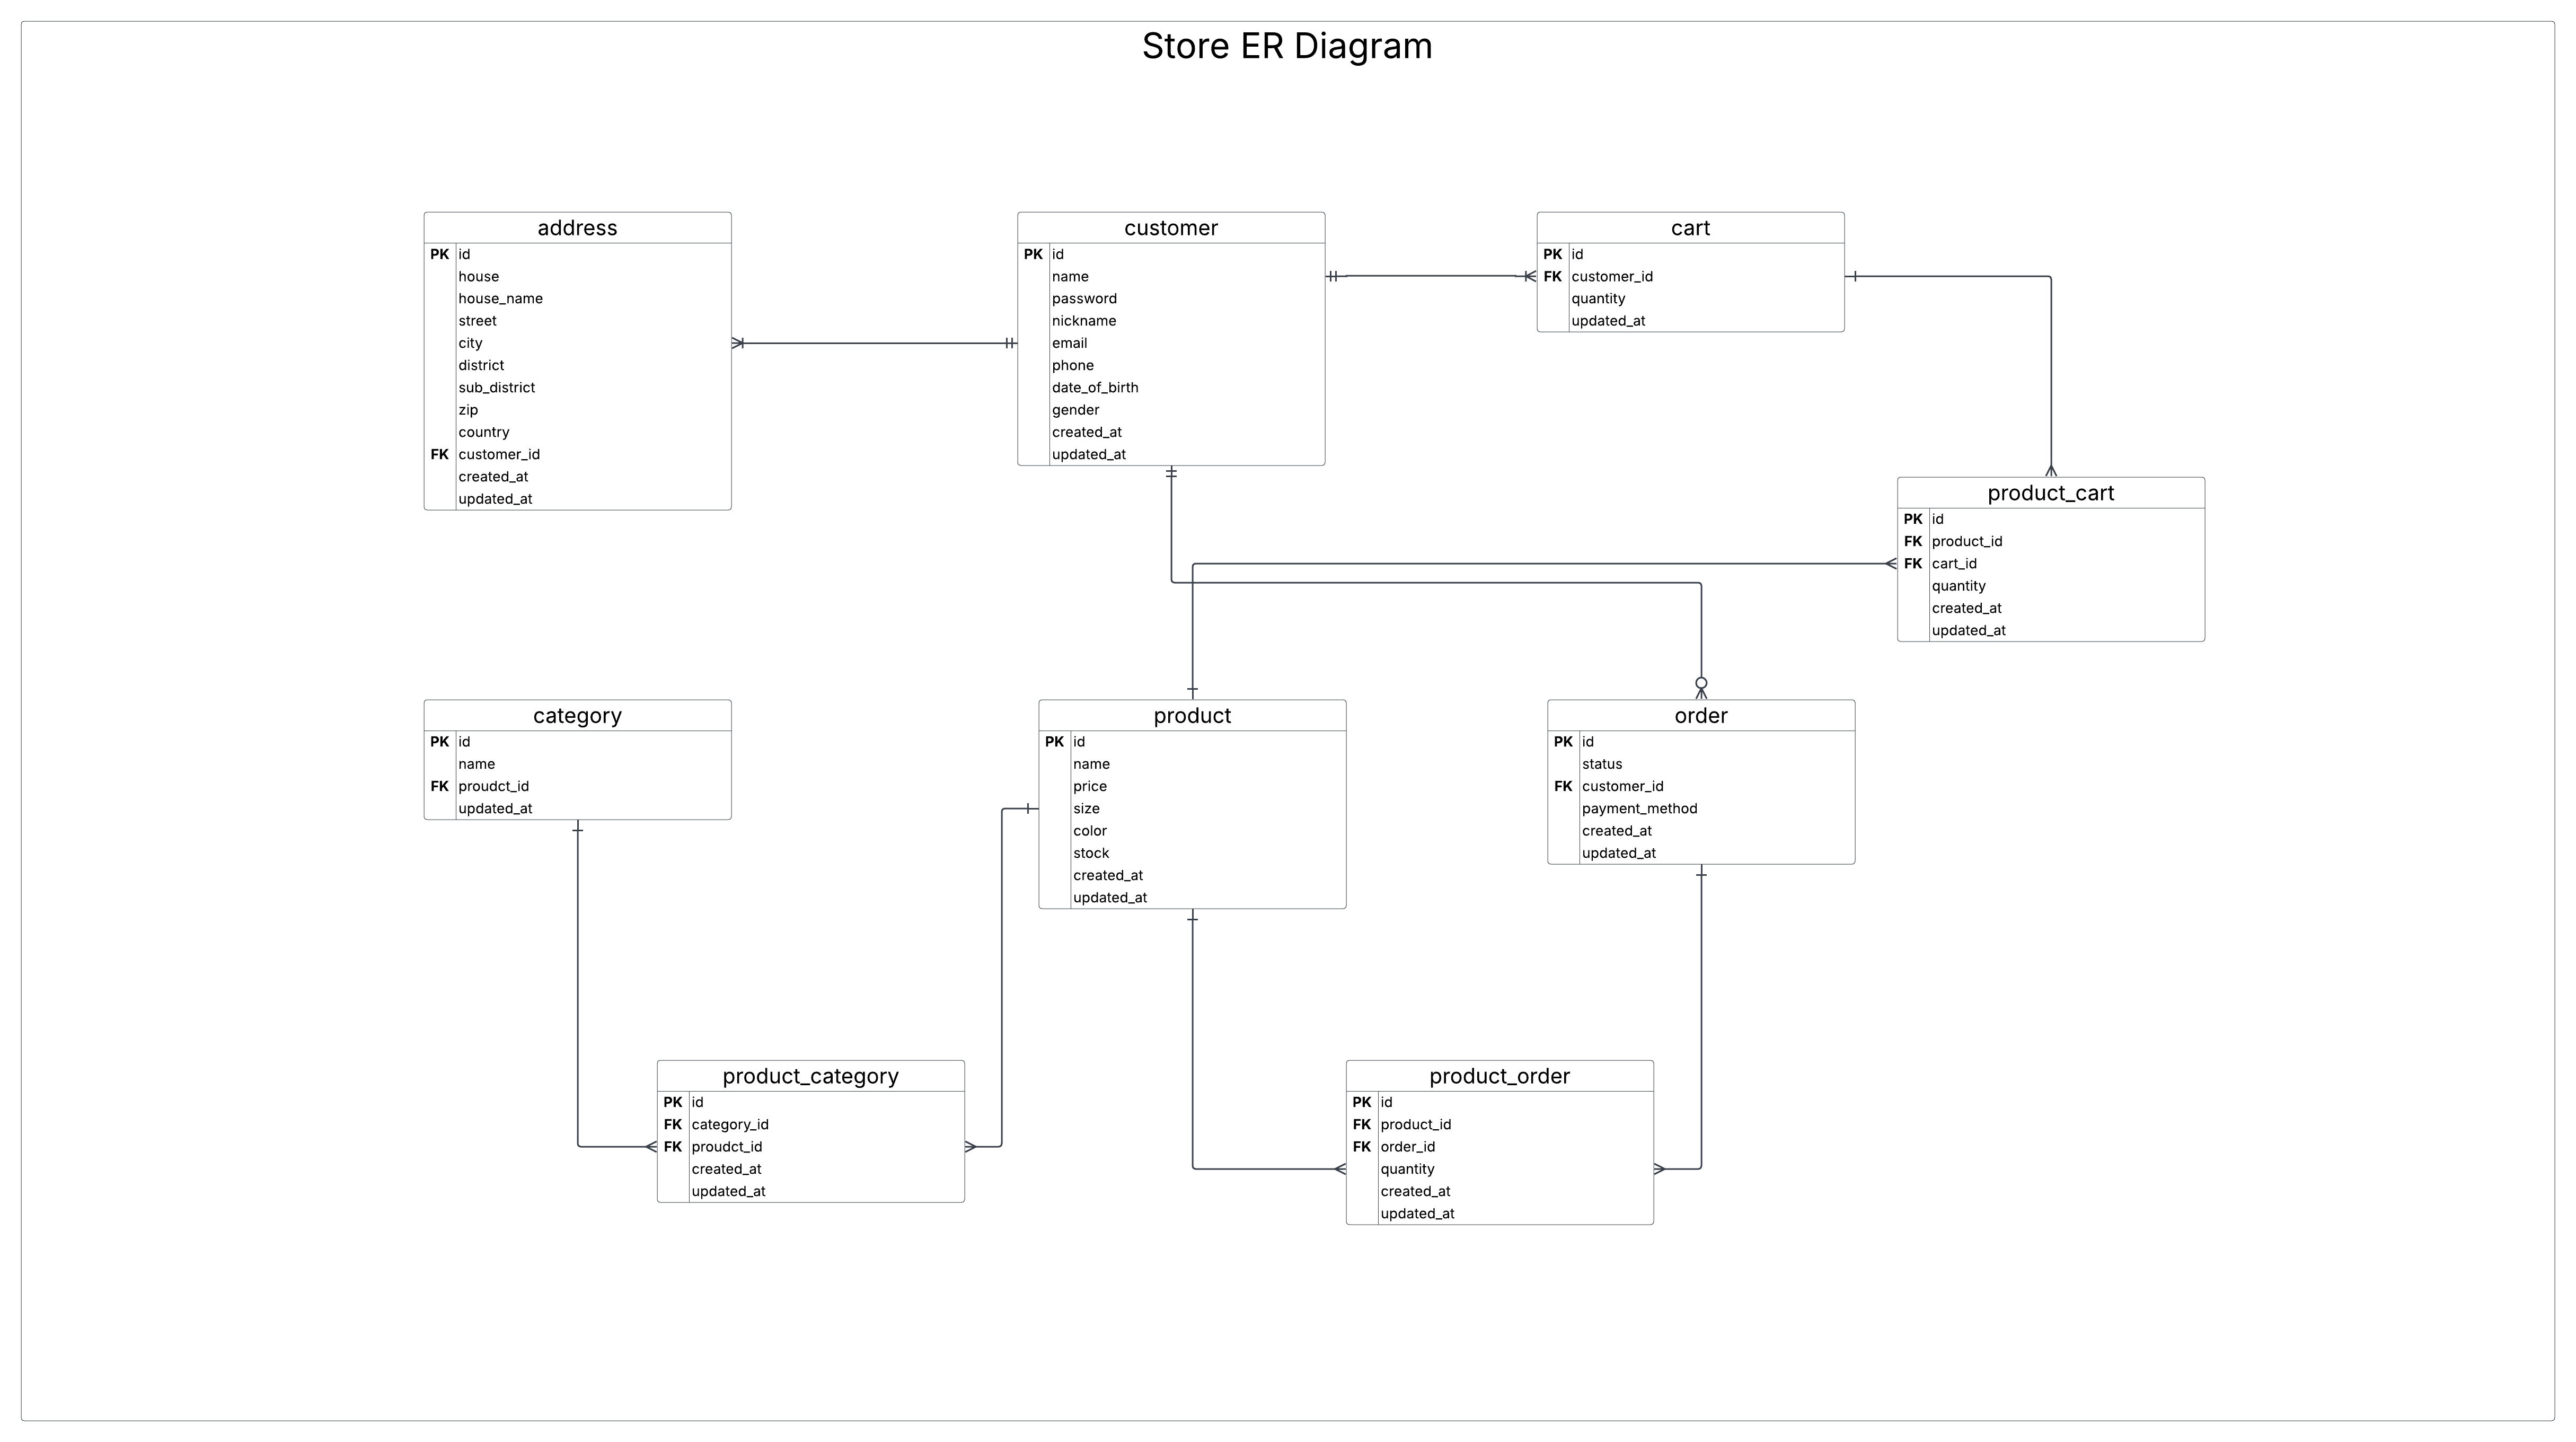 Store ER Diagram
address
PK id
house
house_name
street
city
district
sub_district
zip
country
FK customer_id
created_at
updated_at
customer
PK id
name
password
nickname
email
phone
date_of_birth
gender
created_at
updated_at
cart
PK id
FK customer_id
quantity
updated_at
product_cart
PK id
FK product_id
FK cart_id
quantity
created_at
updated_at
category
PK id
name
FK proudct_id
updated_at
product
PK id
name
price
size
color
stock
created_at
updated_at
order
PK id
status
FK customer_id
payment_method
created_at
updated_at
product_category
PK id
FK category_id
FK proudct_id
created_at
updated_at
product_order
PK id
FK product_id
FK order_id
quantity
created_at
updated_at